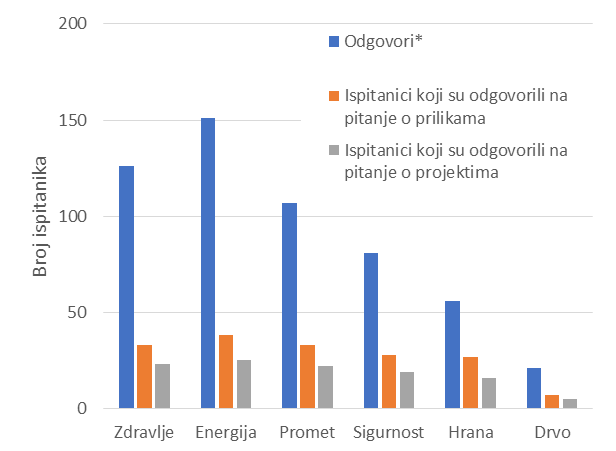 200
150
100
50
0
Broj ispitanika
Odgovori*
Ispitanici koji su odgovorili na
pitanje o prilikama
Ispitanici koji su odgovorili na
pitanje o projektima
Zdravlje Energija Promet Sigurnost Hrana Drvo